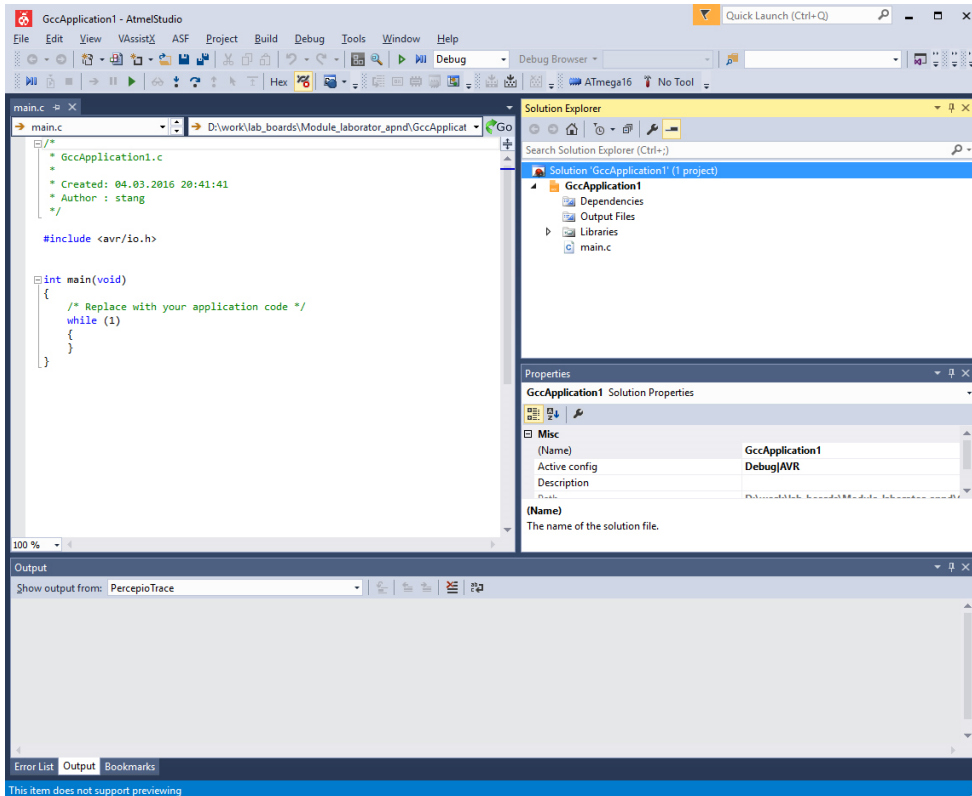 GccApplication1 - AtmelStudio
Quick Launch (Ctrl+Q)
File Edit View VAssistX ASF Project Build Debug Tools Window Help
Debug Debug Browser
Hex ATmega16 No Tool
main.c
main.c D:\work\lab_boards\Module_laborator_apnd\GccApplicat Go
/*
* GccApplication1.c
*
* Created: 04.03.2016 20:41:41
* Author : stang
*/
#include <avr/io.h>
int main(void)
{
/* Replace with your application code */
while (1)
{
}
}
100 %
Solution Explorer
Search Solution Explorer (Ctrl+;)
Solution 'GccApplication1' (1 project)
GccApplication1
Dependencies
Output Files
Libraries
main.c
Properties
GccApplication1 Solution Properties
Misc
(Name) GccApplication1
Active config Debug|AVR
Description
(Name)
The name of the solution file.
Output
Show output from: PercepioTrace
Error List Output Bookmarks
This item does not support previewing